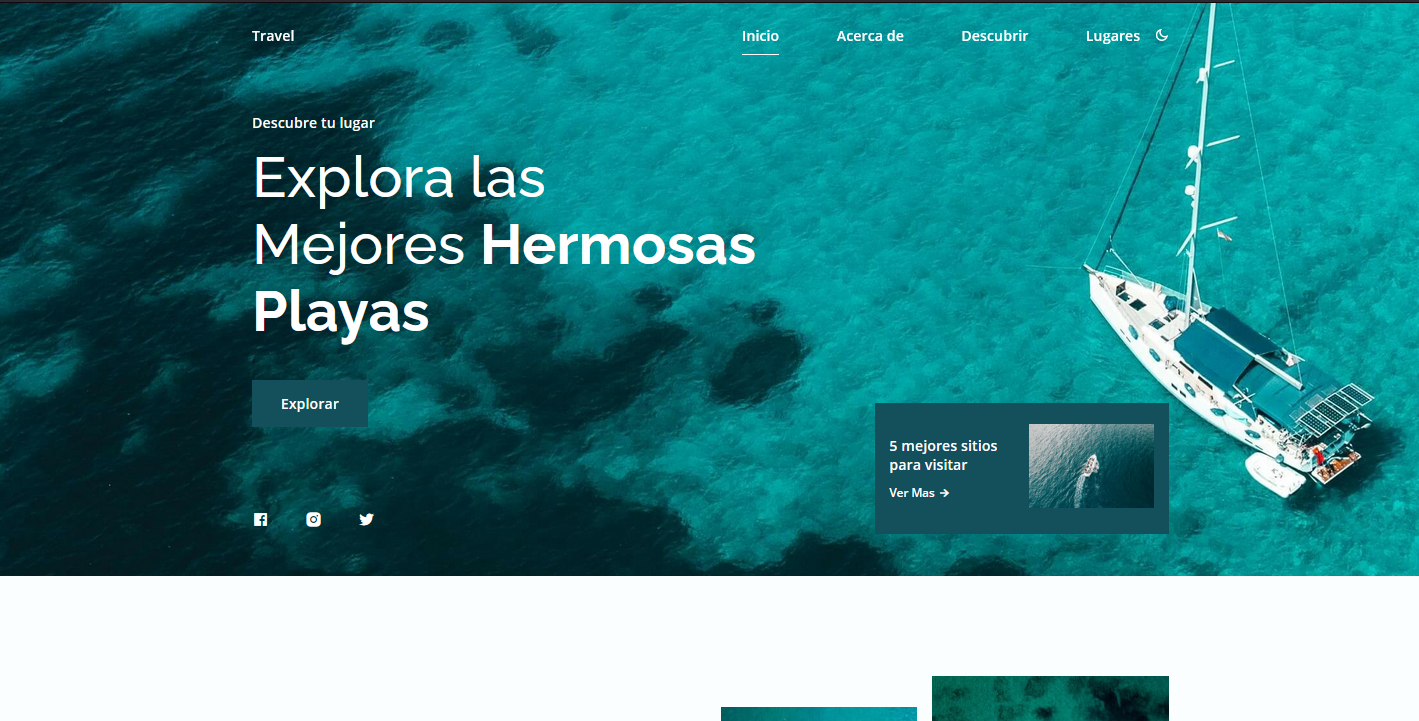 Travel
Inicio
Acerca de
Descubrir
Lugares
Descubre tu lugar
Explora las
Mejores Hermosas
Playas
Explorar
5 mejores sitios
para visitar
Ver Mas